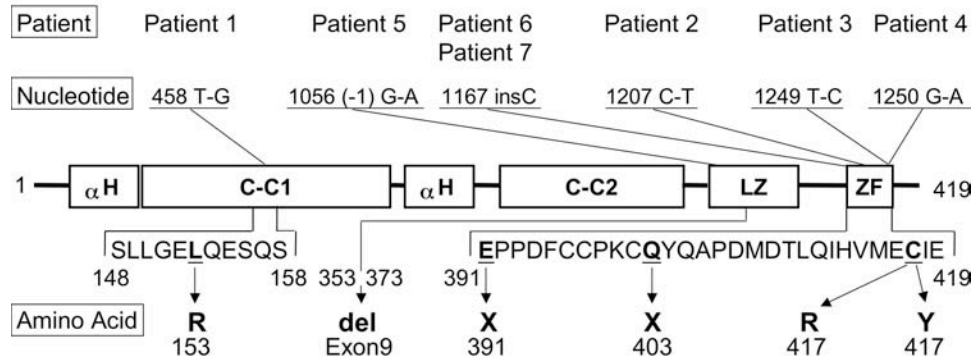 Patient Patient 1 Patient 5 Patient 6 Patient 2 Patient 3 Patient 4
Patient 7
Nucleotide 458 T-G 1056 (-1) G-A 1167 insC 1207 C-T 1249 T-C 1250 G-A
1 αH C-C1 αH C-C2 LZ ZF 419
SLLGELQESQS EPPDFCCPKCQYQAPDMDTLQIHVMECIE
148 158 353 373 391 419
Amino Acid R del X X R Y
153 Exon9 391 403 417 417